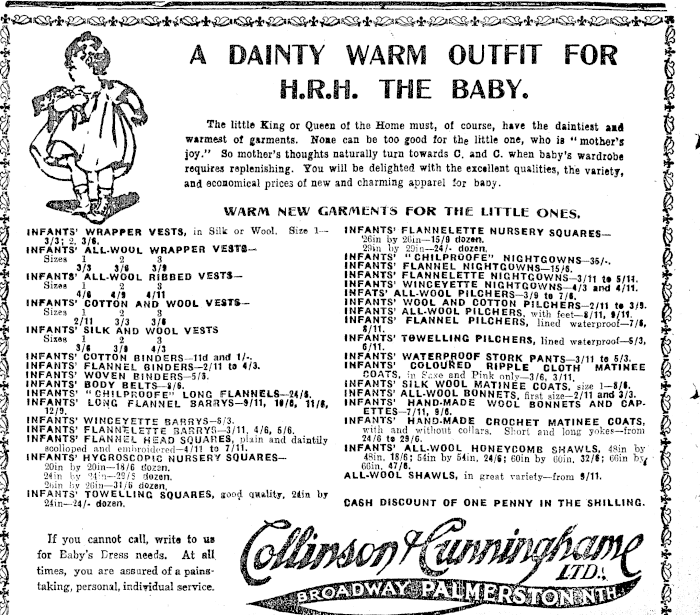 A DAINTY WARM OUTFIT FOR
H.R.H. THE BABY.
The little King or Queen of the Home must, of course, have the daintiest and
warmest of garments. None can be too good for the little one, who is "mother's
joy." So mother's thoughts naturally turn towards C. and C. when baby's wardrobe
requires replenishing. You will be delighted with the excellent qualities, the variety,
and economical prices of new and charming apparel for baby.
WARM NEW GARMENTS FOR THE LITTLE ONES.
INFANTS' WRAPPER VESTS, in Silk or Wool. Size 1—
3/3; 2, 3/6.
INFANTS' ALL-WOOL WRAPPER VESTS—
Sizes 1 2 3
3/3 3/6 3/9
INFANTS' ALL-WOOL RIBBED VESTS—
Sizes 1 2 3
4/6 4/9 4/11
INFANTS' COTTON AND WOOL VESTS—
Sizes 1 2 3
2/11 3/3 3/6
INFANTS' SILK AND WOOL VESTS
Sizes 1 2 3
3/6 3/9 4/3
INFANTS' COTTON BINDERS—11d and 1/-.
INFANTS' FLANNEL BINDERS—2/11 to 4/3.
INFANTS' WOVEN BINDERS—5/5.
INFANTS' BODY BELTS—
INFANTS' "CHILPROOFE" LONG FLANNELS—24/6.
INFANTS' LONG FLANNEL BARRYS—9/11, 10/6, 11/6,
12/9.
INFANTS' WINCEYETTE BARRYS—5/3.
INFANTS' FLANNELETTE BARRYS—3/11, 4/6, 5/6.
INFANTS' FLANNEL HEAD SQUARES, plain and daintily
scolloped and embroidered—4/11 to 7/11.
INFANTS' HYGROSCOPIC NURSERY SQUARES—
20in by 20in—18/6 dozen.
24in by 24in—29/5 dozen.
26in by 26in—31/6 dozen.
INFANTS' TOWELLING SQUARES, good quality, 24in by
24in—24/- dozen.
INFANTS' FLANNELETTE NURSERY SQUARES—
26in by 26in—15/9 dozen.
29in by 29in—24/- dozen.
INFANTS' "CHILPROOFE" NIGHTGOWNS—35/-.
INFANTS' FLANNEL NIGHTGOWNS—15/6.
INFANTS' FLANNELETTE NIGHTGOWNS—3/11 to 5/11.
INFANTS' WINCEYETTE NIGHTGOWNS—4/3 and 4/11.
INFATS' ALL-WOOL PILCHERS—3/9 to 7/6.
INFANTS' WOOL AND COTTON PILCHERS—2/11 to 3/9.
INFANTS' ALL-WOOL PILCHERS, with feet—8/11, 9/11.
INFANTS' FLANNEL PILCHERS, lined waterproof—7/6,
8/11.
INFANTS' TOWELLING PILCHERS, lined waterproof—5/3,
6/11.
INFANTS' WATERPROOF STORK PANTS—3/11 to 5/3.
INFANTS' COLOURED RIPPLE CLOTH MATINEE
COATS, in Saxe and Pink only—3/6, 3/11.
INFANTS' SILK WOOL MATINEE COATS, size 1—8/6.
INFANTS' ALL-WOOL BONNETS, first size—2/11 and 3/3.
INFANTS' HAND-MADE WOOL BONNETS AND CAP-
ETTES—7/11, 9/6.
INFANTS' HAND-MADE CROCHET MATINEE COATS,
with and without collars. Short and long yokes—from
24/6 to 29/6.
INFANTS' ALL-WOOL HONEYCOMB SHAWLS, 48in by
48in, 18/6; 54in by 54in, 24/6; 60in by 60in, 32/6; 66in by
66in, 47/6.
ALL-WOOL SHAWLS, in great variety—from 9/11.
CASH DISCOUNT OF ONE PENNY IN THE SHILLING.
If you cannot call, write to us
for Baby's Dress needs. At all
times, you are assured of a pains-
taking, personal, individual service.
Collinson & Cunninghame
LTD.
BROADWAY PALMERSTON NTH.